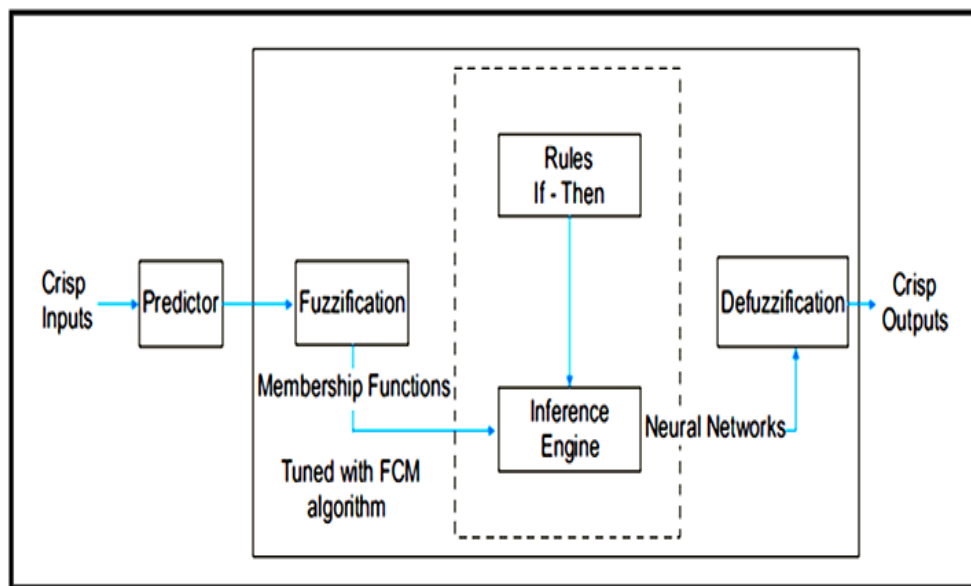 Crisp
Inputs
Predictor
Fuzzification
Membership Functions
Tuned with FCM
algorithm
Rules
If - Then
Inference
Engine
Neural Networks
Defuzzification
Crisp
Outputs